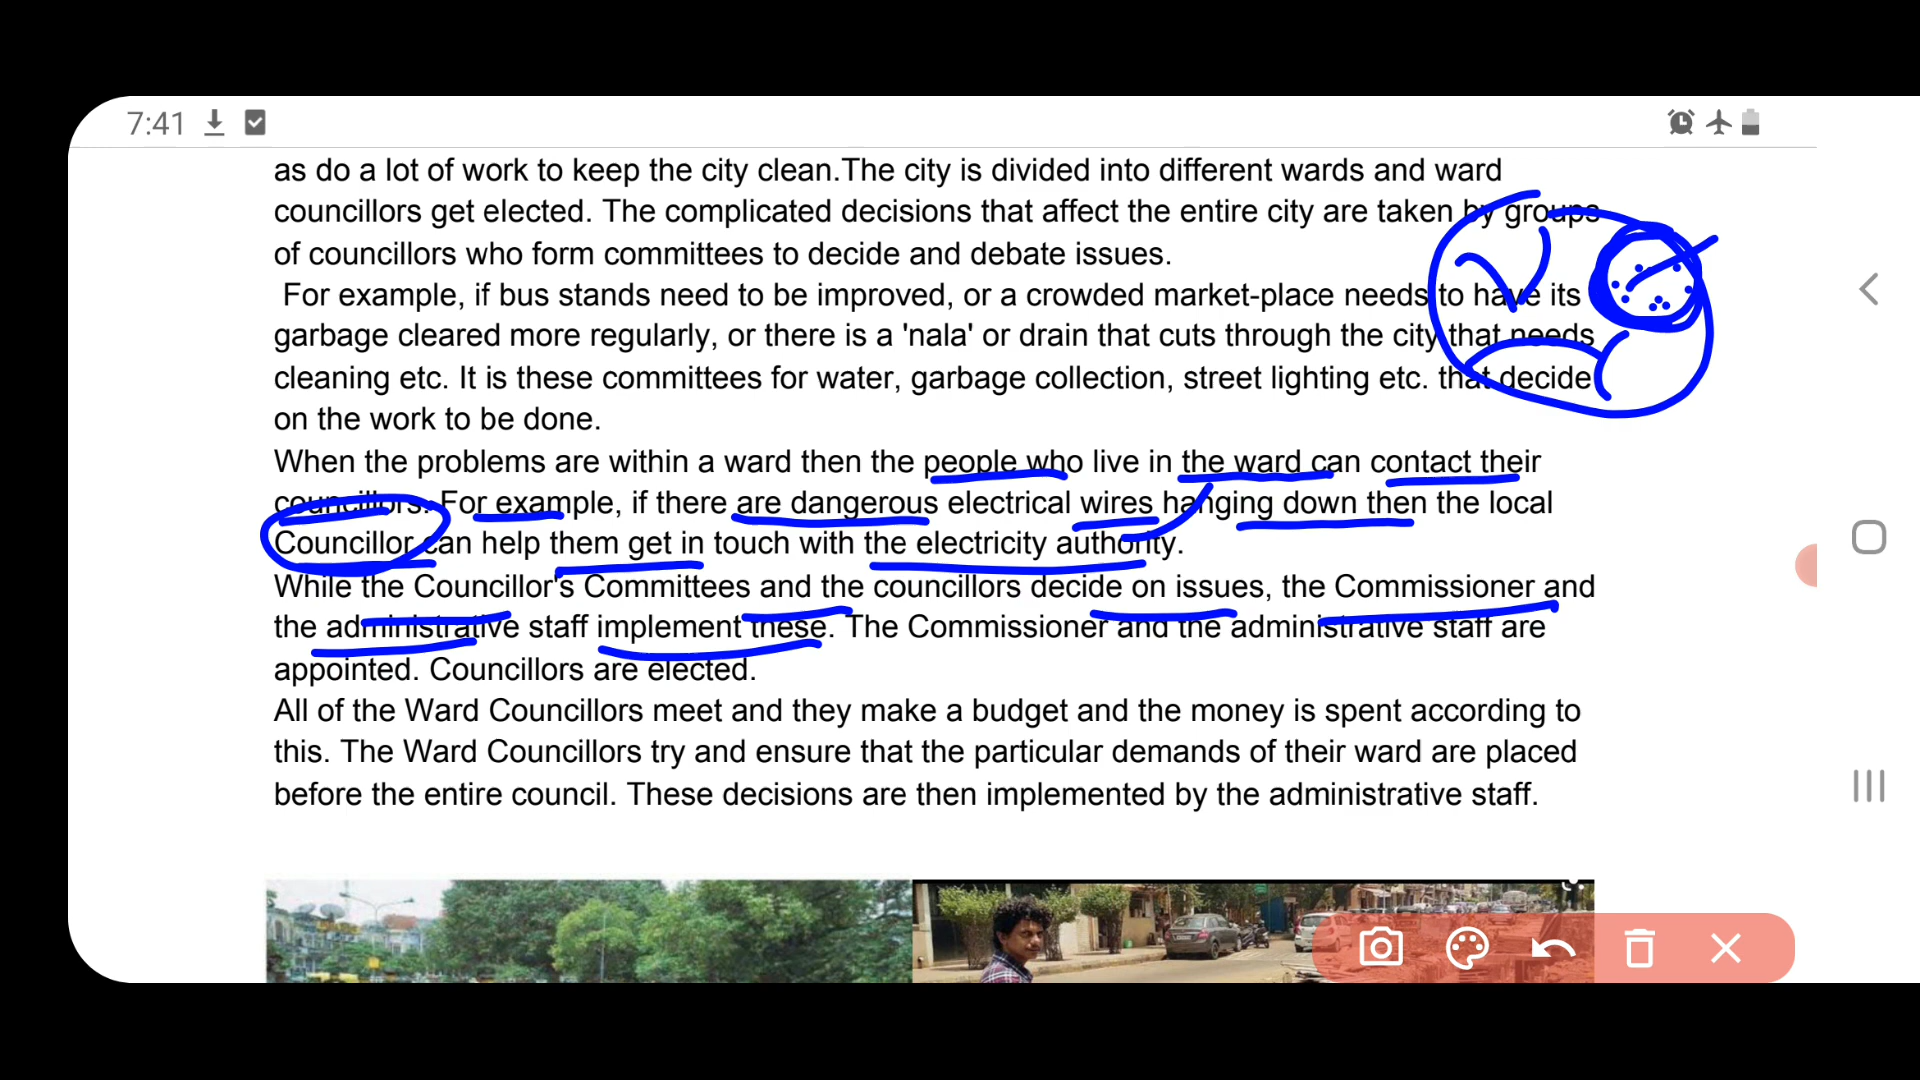 7:41
as do a lot of work to keep the city clean.The city is divided into different wards and ward
councillors get elected. The complicated decisions that affect the entire city are taken by groups
of councillors who form committees to decide and debate issues.
For example, if bus stands need to be improved, or a crowded market-place needs to have its
garbage cleared more regularly, or there is a 'nala' or drain that cuts through the city that needs
cleaning etc. It is these committees for water, garbage collection, street lighting etc. that decide
on the work to be done.
When the problems are within a ward then the people who live in the ward can contact their
councillors. For example, if there are dangerous electrical wires hanging down then the local
Councillor can help them get in touch with the electricity authority.
While the Councillor's Committees and the councillors decide on issues, the Commissioner and
the administrative staff implement these. The Commissioner and the administrative staff are
appointed. Councillors are elected.
All of the Ward Councillors meet and they make a budget and the money is spent according to
this. The Ward Councillors try and ensure that the particular demands of their ward are placed
before the entire council. These decisions are then implemented by the administrative staff.